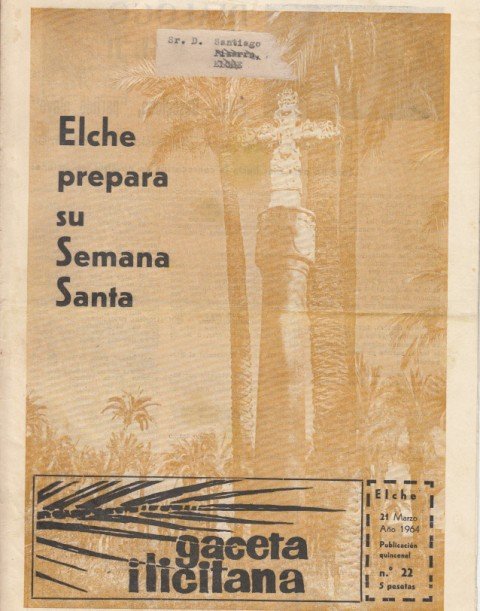 Sr. D. Santiago
ELCHE
Elche
prepara
su
Semana
Santa
gaceta
ilicitana
Elche
21 Marzo
Año 1964
Publicación
quincenal
n.° 22
5 pesetas